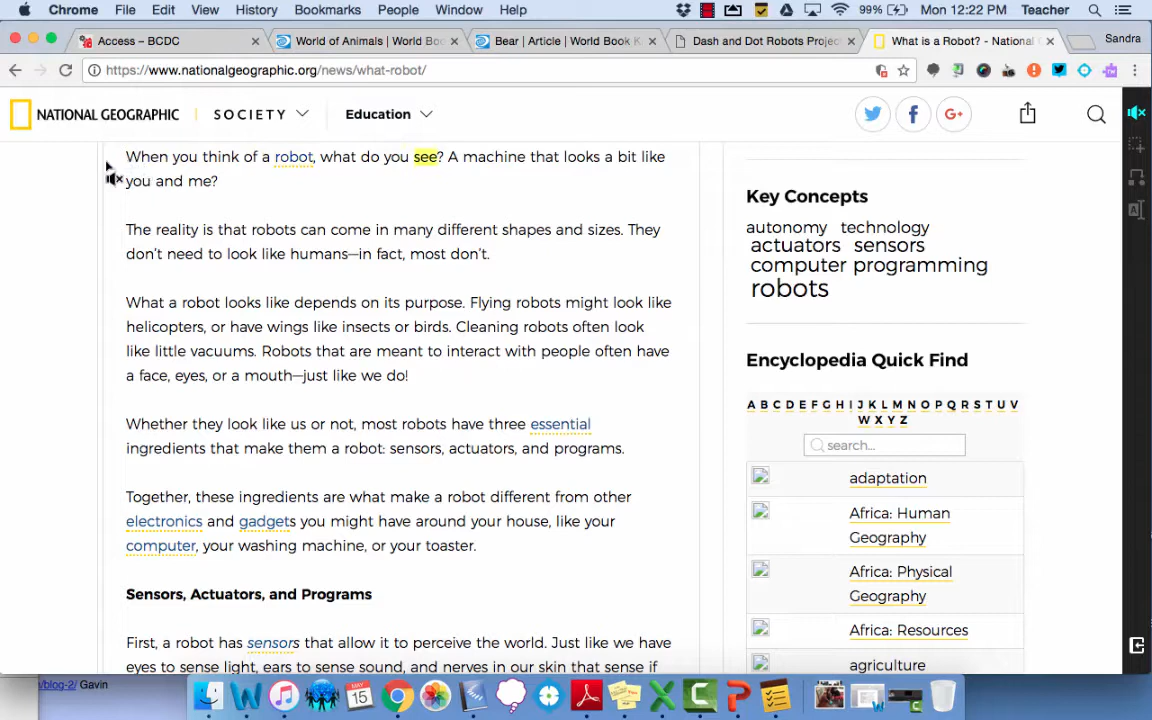 Chrome File Edit View History Bookmarks People Window Help 99% Mon 12:22 PM Teacher
Access – BCDC World of Animals | World Boo Bear | Article | World Book K Dash and Dot Robots Project What is a Robot? - National Sandra
https://www.nationalgeographic.org/news/what-robot/
NATIONAL GEOGRAPHIC SOCIETY Education G+
When you think of a robot, what do you see? A machine that looks a bit like
you and me?
The reality is that robots can come in many different shapes and sizes. They
don't need to look like humans—in fact, most don't.
What a robot looks like depends on its purpose. Flying robots might look like
helicopters, or have wings like insects or birds. Cleaning robots often look
like little vacuums. Robots that are meant to interact with people often have
a face, eyes, or a mouth—just like we do!
Whether they look like us or not, most robots have three essential
ingredients that make them a robot: sensors, actuators, and programs.
Together, these ingredients are what make a robot different from other
electronics and gadgets you might have around your house, like your
computer, your washing machine, or your toaster.
Sensors, Actuators, and Programs
First, a robot has sensors that allow it to perceive the world. Just like we have
eyes to sense light, ears to sense sound, and nerves in our skin that sense if
Key Concepts
autonomy technology
actuators sensors
computer programming
robots
Encyclopedia Quick Find
A B C D E F G H I J K L M N O P Q R S T U V
W X Y Z
search...
adaptation
Africa: Human
Geography
Africa: Physical
Geography
Africa: Resources
agriculture
/blog-2/ Gavin
MAY
15